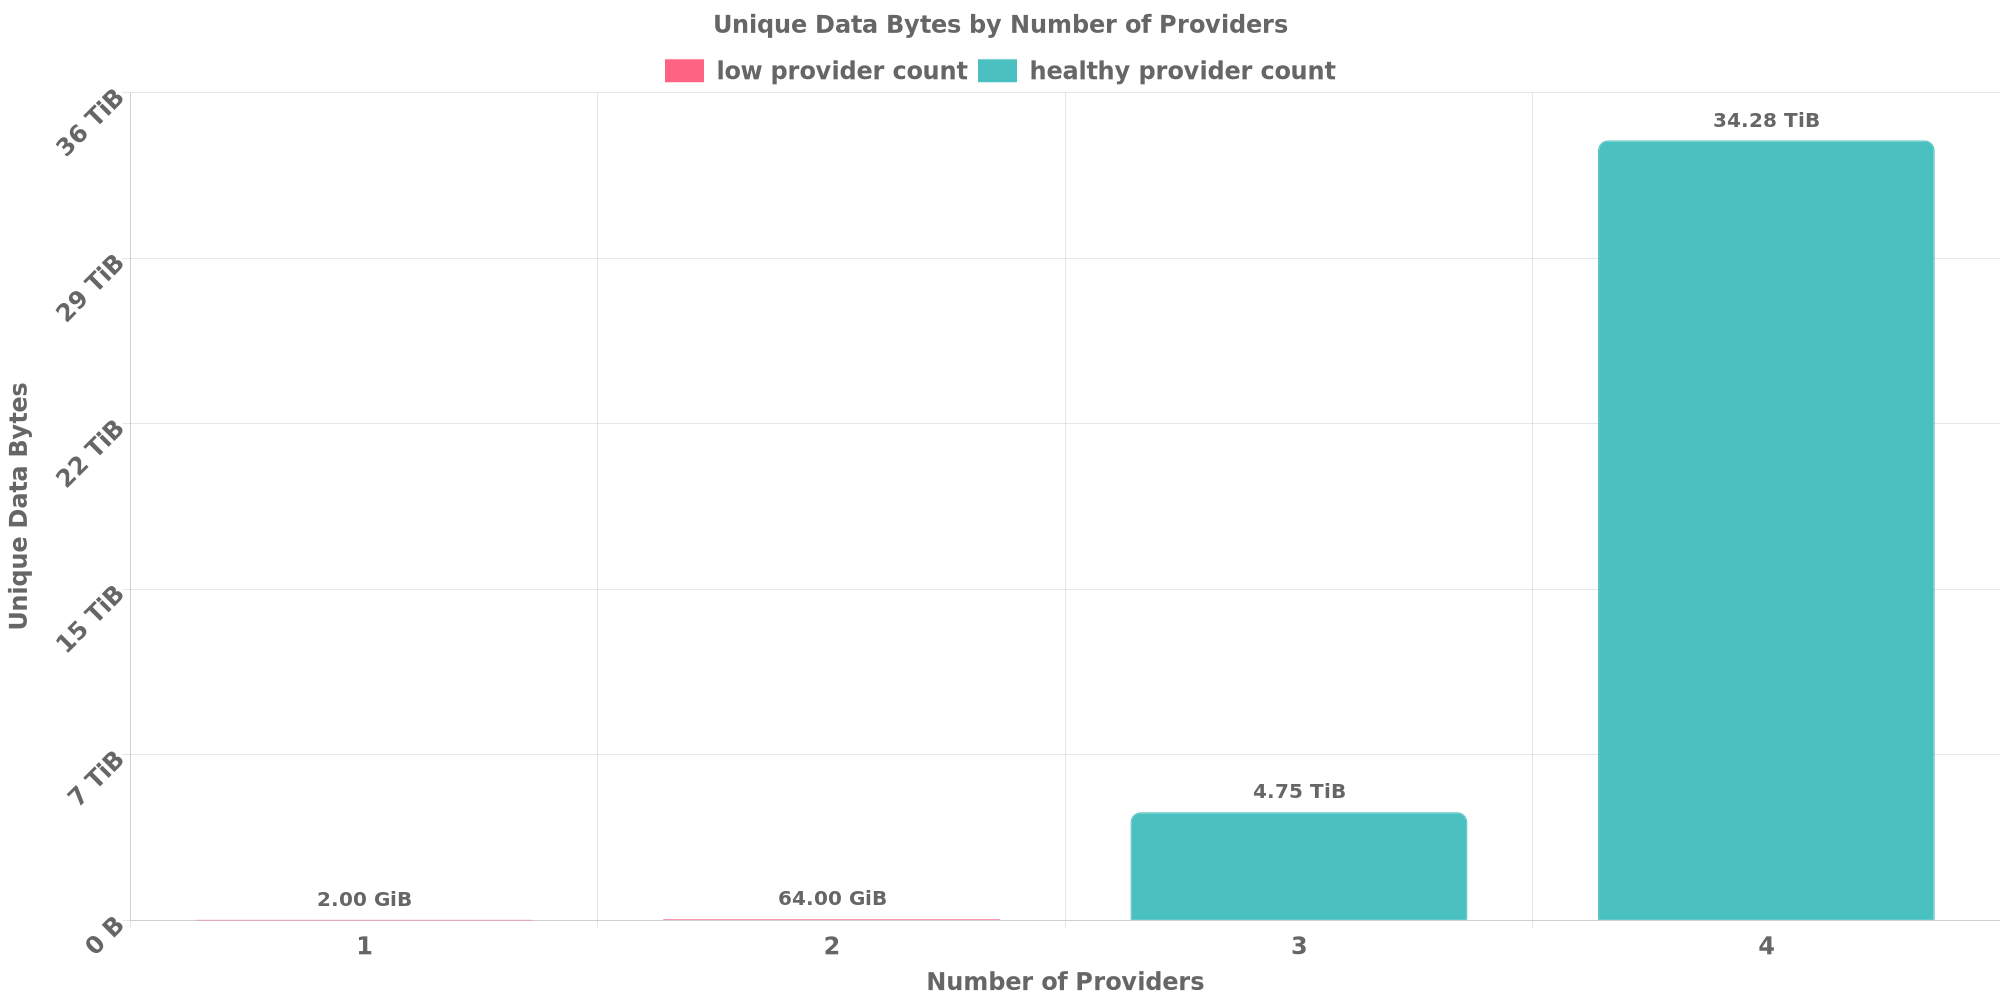 Unique Data Bytes by Number of Providers
low provider count
healthy provider count
36 TiB
29 TiB
22 TiB
15 TiB
7 TiB
0 B
Unique Data Bytes
2.00 GiB
64.00 GiB
4.75 TiB
34.28 TiB
1
2
3
4
Number of Providers